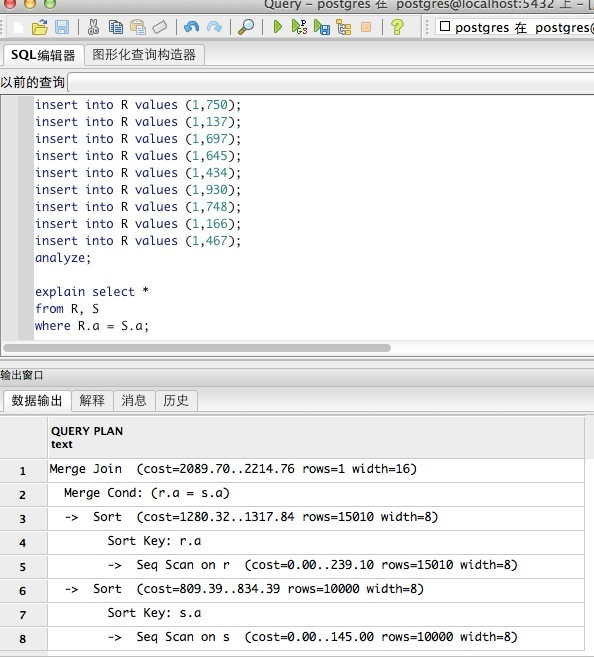 Query - postgres 在 postgres@localhost:5432 上 - [
postgres 在 postgres@
SQL编辑器 图形化查询构造器
以前的查询
insert into R values (1,750);
insert into R values (1,137);
insert into R values (1,697);
insert into R values (1,645);
insert into R values (1,434);
insert into R values (1,930);
insert into R values (1,748);
insert into R values (1,166);
insert into R values (1,467);
analyze;
explain select *
from R, S
where R.a = S.a;
输出窗口
数据输出 解释 消息 历史
QUERY PLAN
text
1 Merge Join (cost=2089.70..2214.76 rows=1 width=16)
2 Merge Cond: (r.a = s.a)
3 -> Sort (cost=1280.32..1317.84 rows=15010 width=8)
4 Sort Key: r.a
5 -> Seq Scan on r (cost=0.00..239.10 rows=15010 width=8)
6 -> Sort (cost=809.39..834.39 rows=10000 width=8)
7 Sort Key: s.a
8 -> Seq Scan on s (cost=0.00..145.00 rows=10000 width=8)